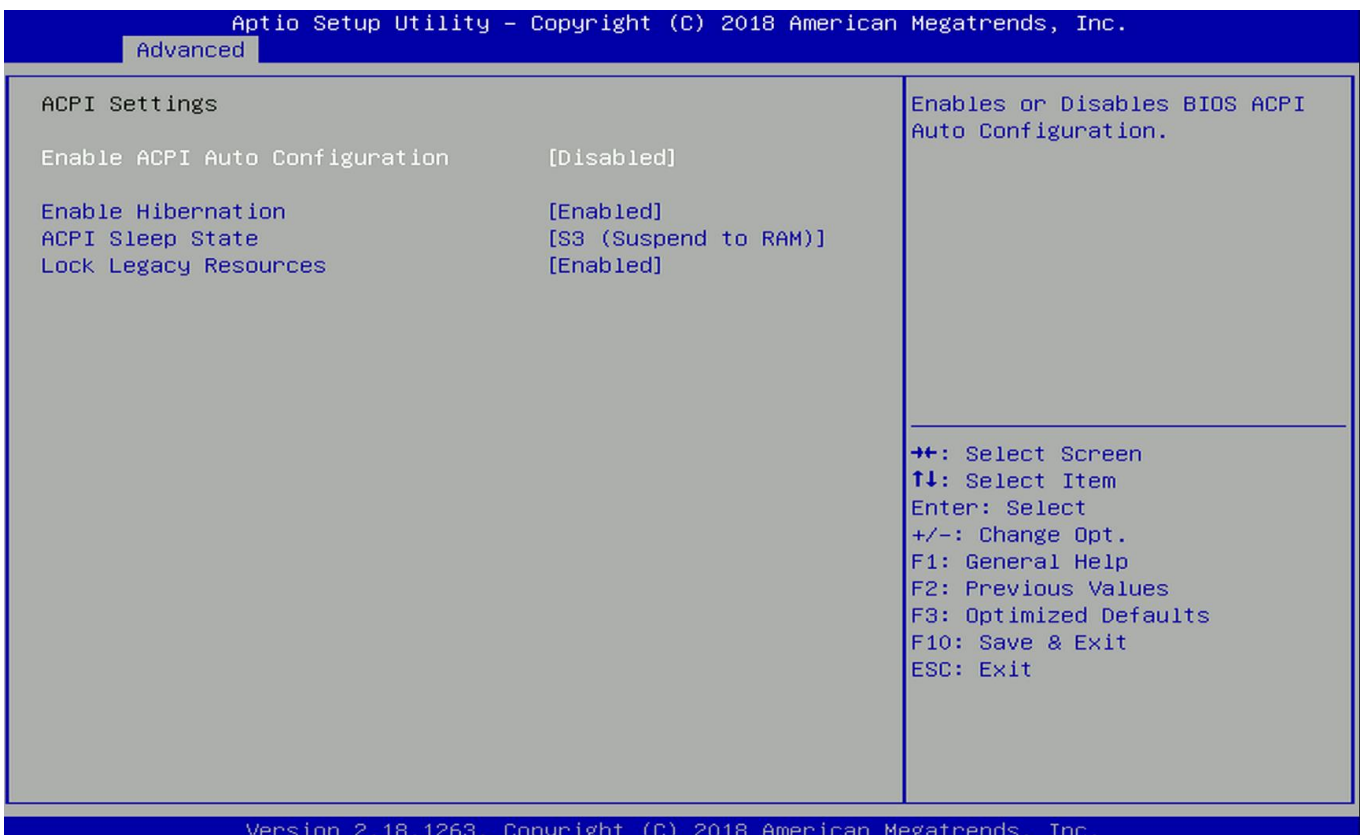 Aptio Setup Utility – Copyright (C) 2018 American Megatrends, Inc.
Advanced
ACPI Settings
Enable ACPI Auto Configuration [Disabled]
Enable Hibernation [Enabled]
ACPI Sleep State [S3 (Suspend to RAM)]
Lock Legacy Resources [Enabled]
Enables or Disables BIOS ACPI
Auto Configuration.
→←: Select Screen
↑↓: Select Item
Enter: Select
+/-: Change Opt.
F1: General Help
F2: Previous Values
F3: Optimized Defaults
F10: Save & Exit
ESC: Exit
Version 2.18.1263. Copyright (C) 2018 American Megatrends, Inc.